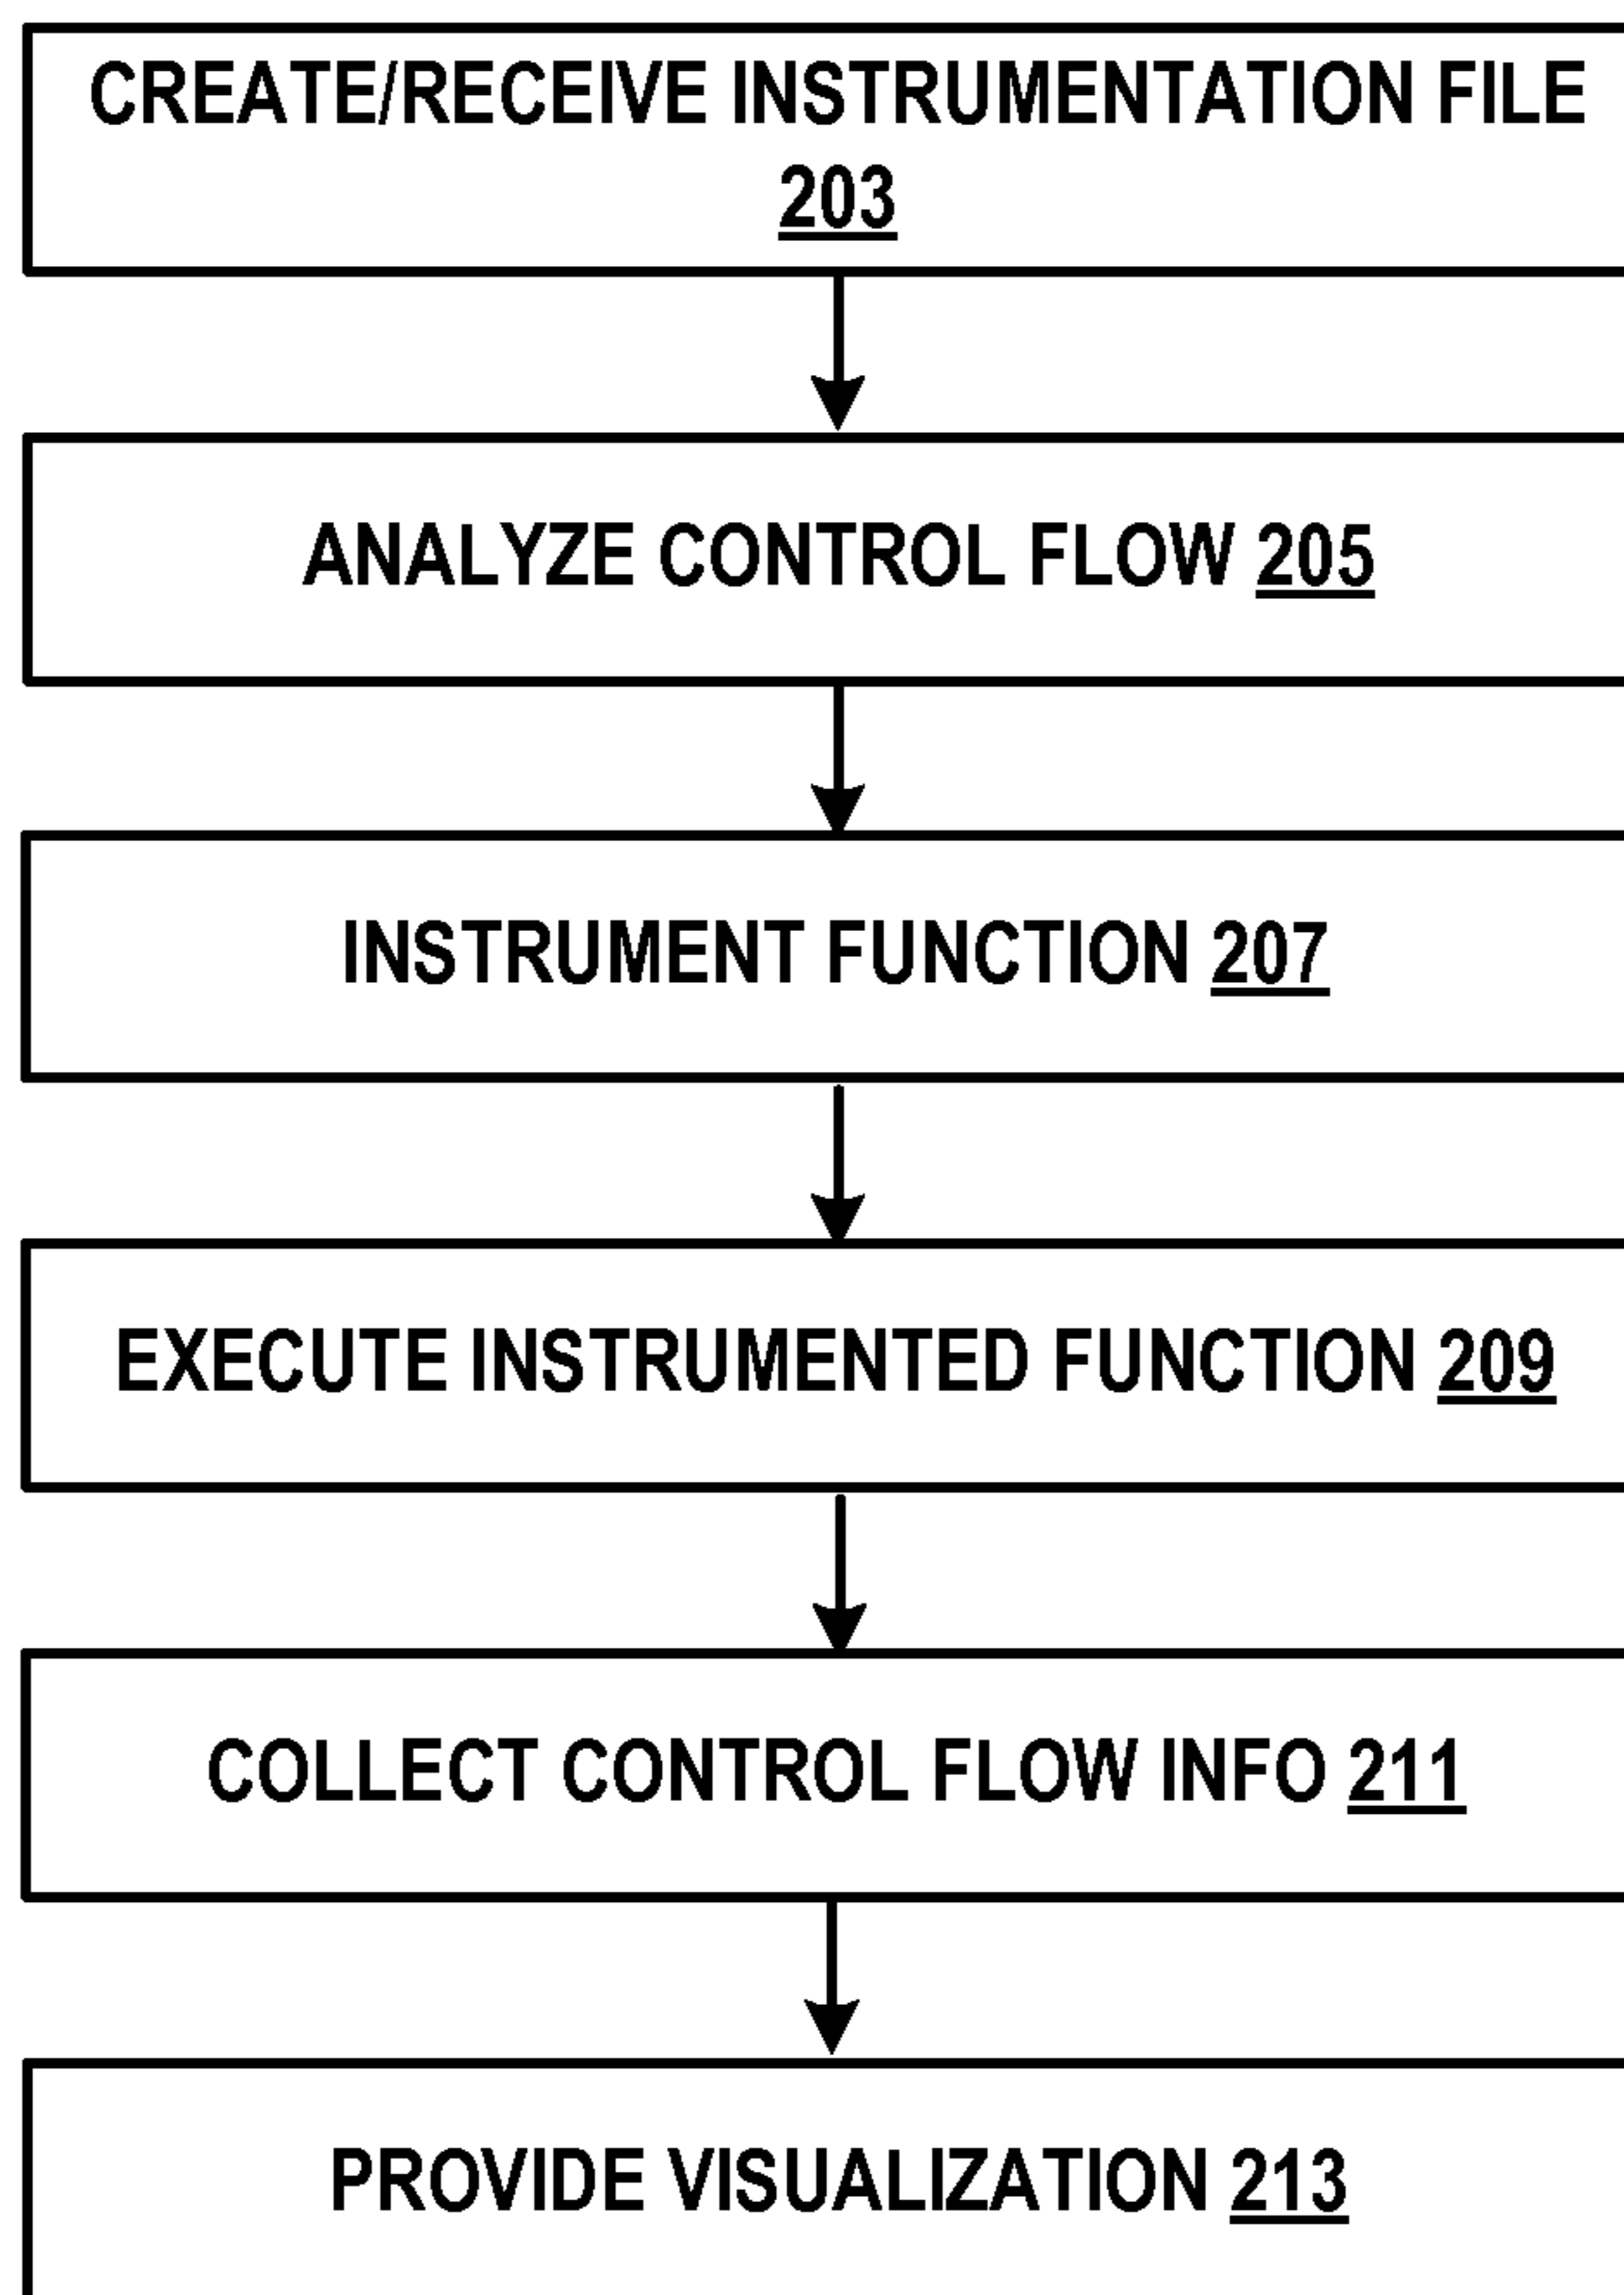 CREATE/RECEIVE INSTRUMENTATION FILE
203
ANALYZE CONTROL FLOW 205
INSTRUMENT FUNCTION 207
EXECUTE INSTRUMENTED FUNCTION 209
COLLECT CONTROL FLOW INFO 211
PROVIDE VISUALIZATION 213